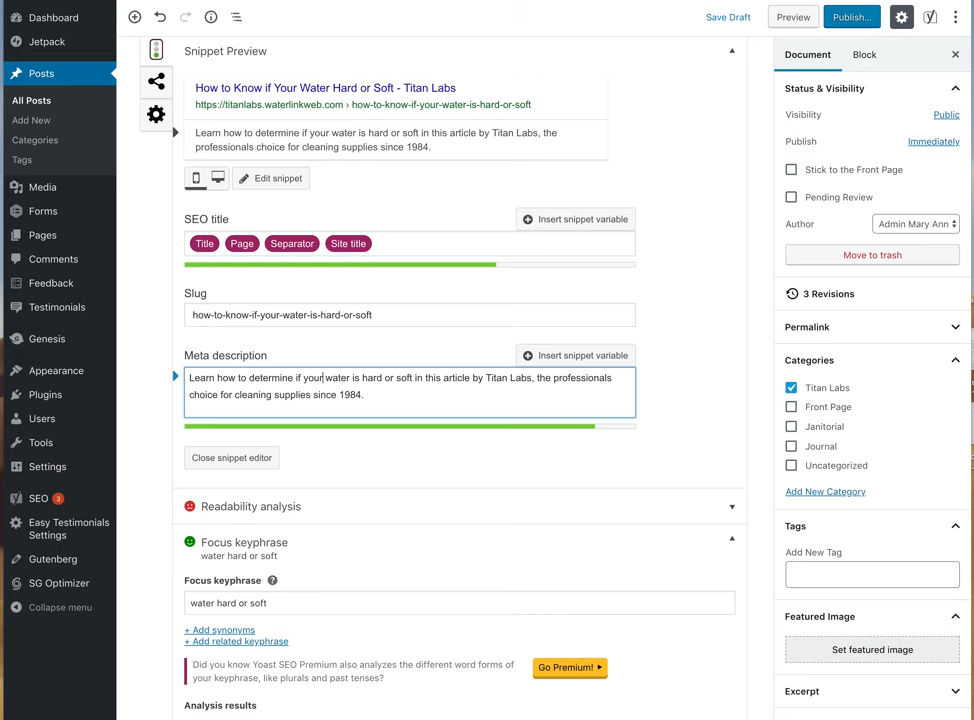 Dashboard
Jetpack
Posts
All Posts
Add New
Categories
Tags
Media
Forms
Pages
Comments
Feedback
Testimonials
Genesis
Appearance
Plugins
Users
Tools
Settings
SEO 3
Easy Testimonials
Settings
Gutenberg
SG Optimizer
Collapse menu
Save Draft
Preview
Publish...
Snippet Preview
How to Know if Your Water Hard or Soft - Titan Labs
https://titanlabs.waterlinkweb.com › how-to-know-if-your-water-is-hard-or-soft
Learn how to determine if your water is hard or soft in this article by Titan Labs, the
professionals choice for cleaning supplies since 1984.
Edit snippet
SEO title
Insert snippet variable
Title Page Separator Site title
Slug
how-to-know-if-your-water-is-hard-or-soft
Meta description
Insert snippet variable
Learn how to determine if your water is hard or soft in this article by Titan Labs, the professionals
choice for cleaning supplies since 1984.
Close snippet editor
Readability analysis
Focus keyphrase
water hard or soft
Focus keyphrase ?
water hard or soft
+ Add synonyms
+ Add related keyphrase
Did you know Yoast SEO Premium also analyzes the different word forms of
your keyphrase, like plurals and past tenses?
Go Premium!
Analysis results
Document Block
Status & Visibility
Visibility Public
Publish Immediately
Stick to the Front Page
Pending Review
Author Admin Mary Ann
Move to trash
3 Revisions
Permalink
Categories
Titan Labs
Front Page
Janitorial
Journal
Uncategorized
Add New Category
Tags
Add New Tag
Featured Image
Set featured image
Excerpt